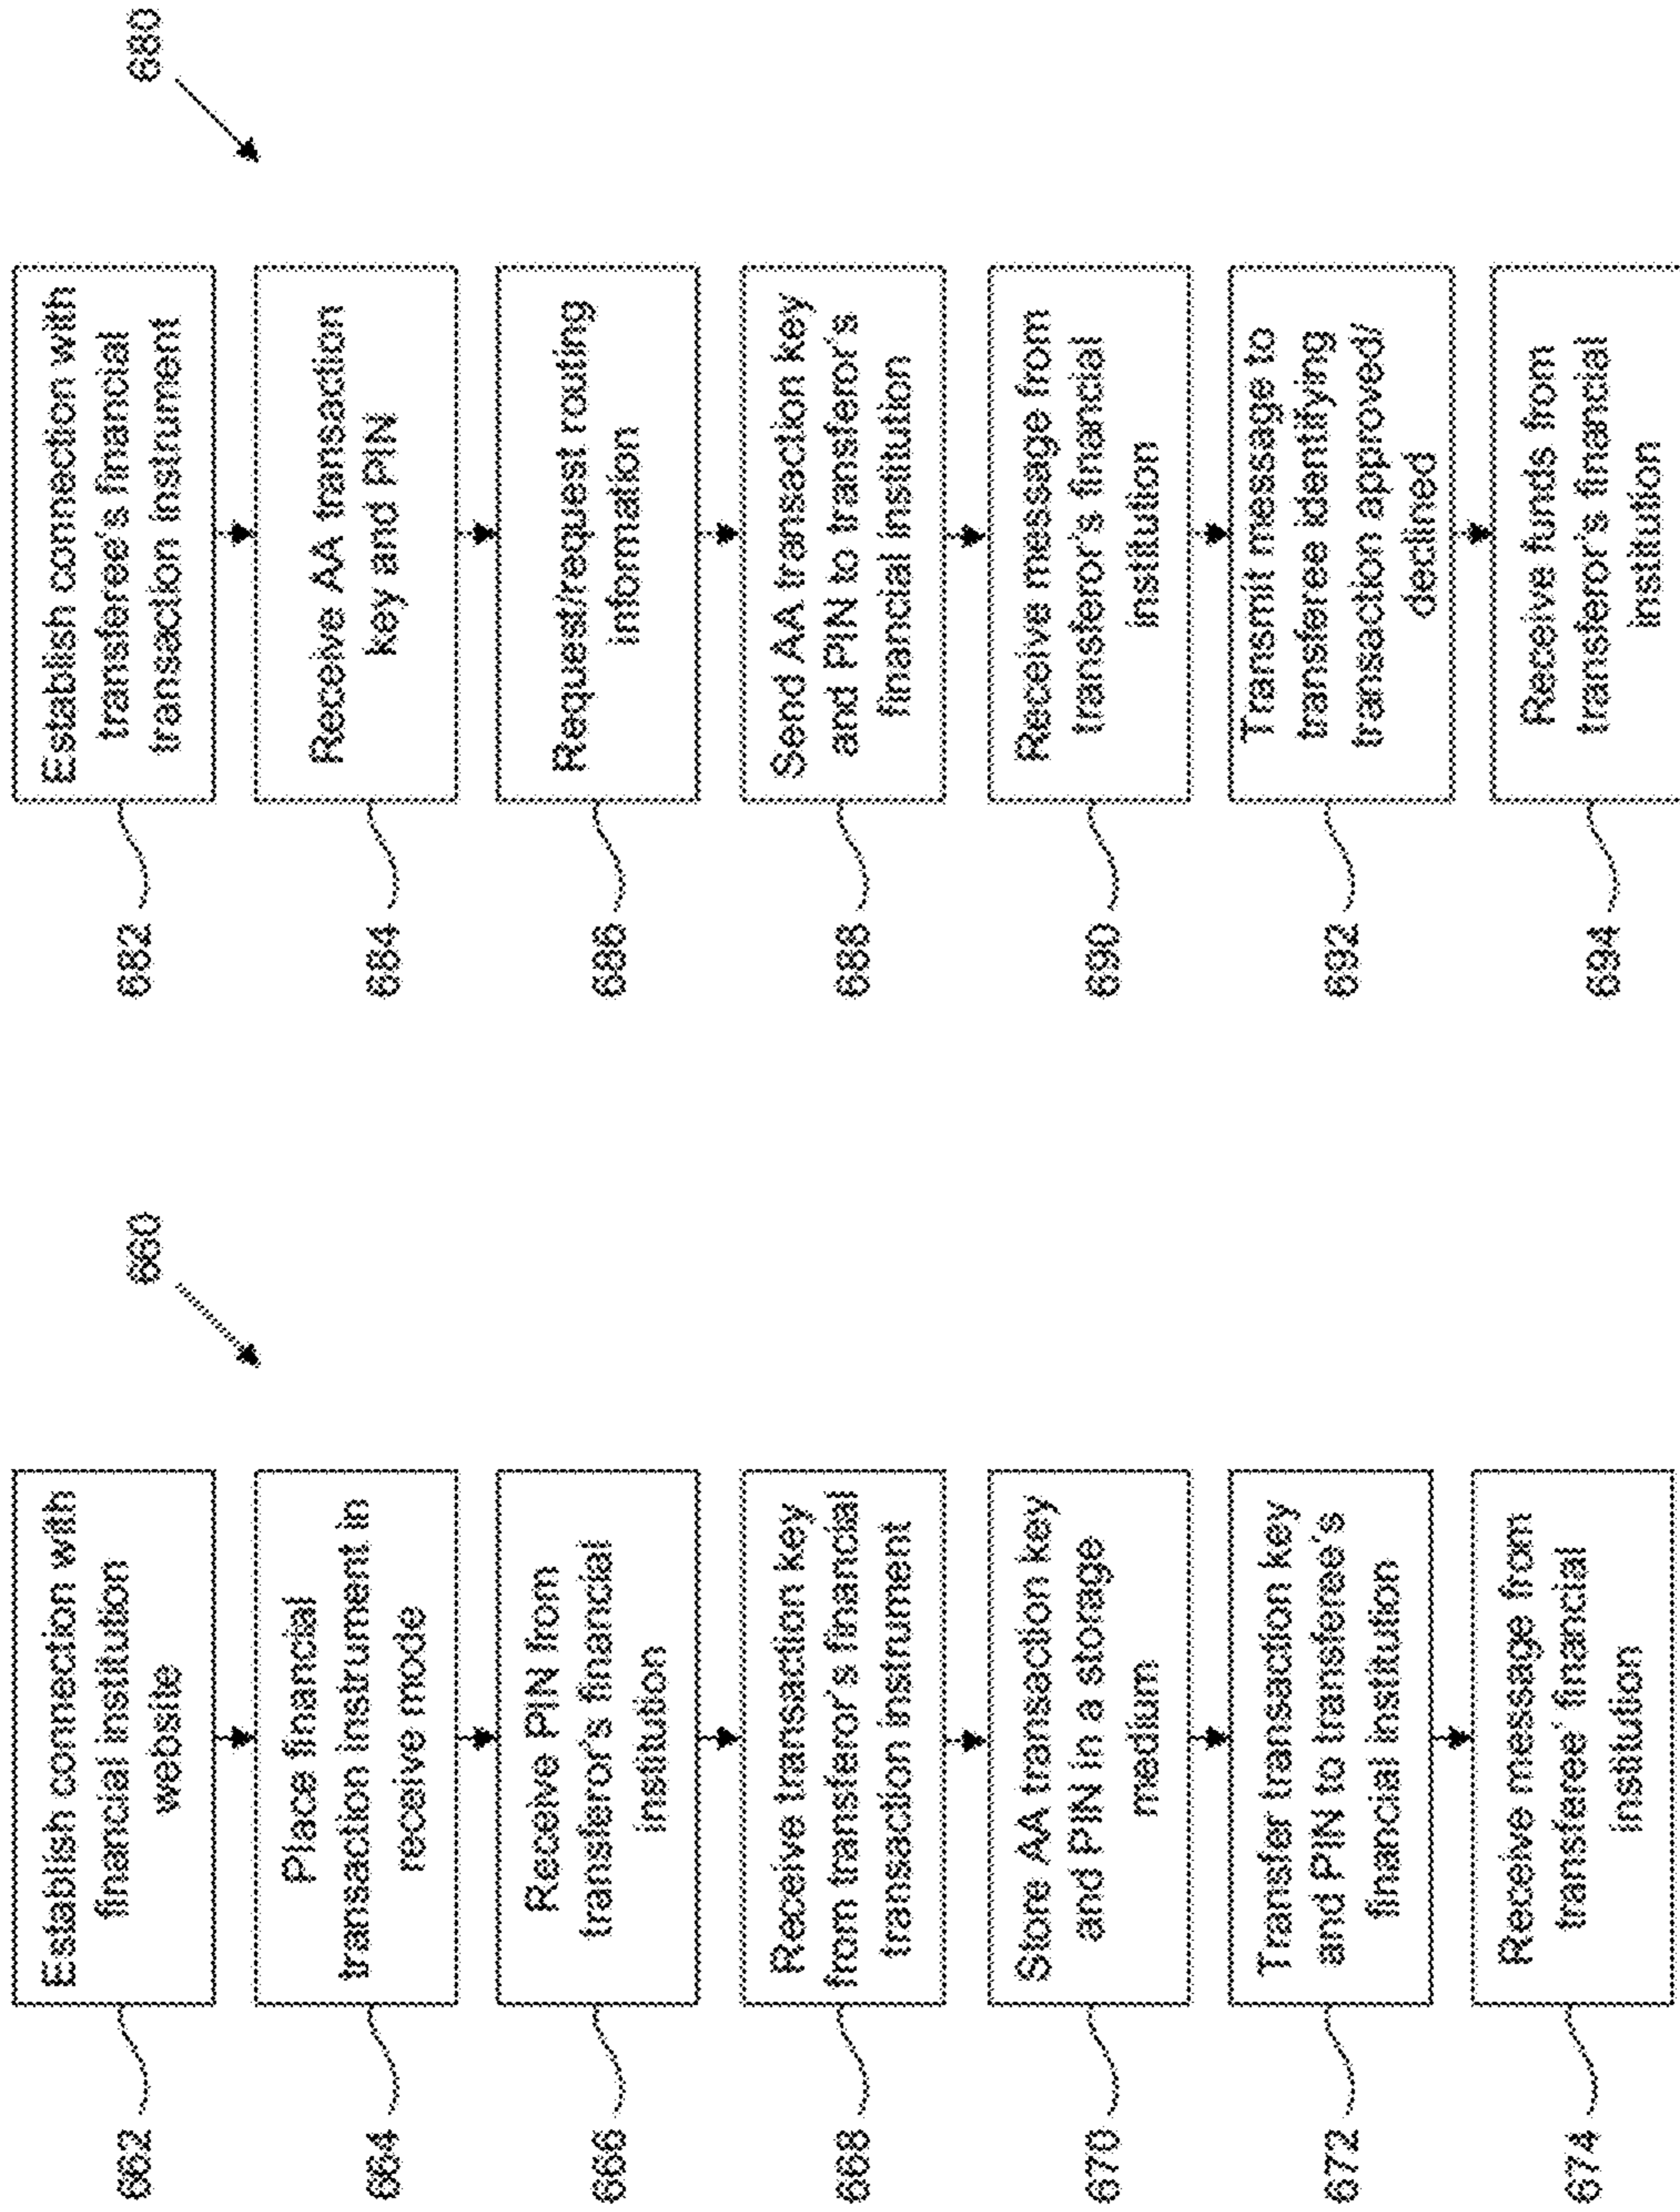 660
662
Establish connection with
financial institution
website
664
Place financial
transaction instrument in
receive mode
666
Receive PIN from
transferor's financial
institution
668
Receive transaction key
from transferor's financial
transaction instrument
670
Store AA transaction key
and PIN in a storage
medium
672
Transfer transaction key
and PIN to transferee's
financial institution
674
Receive message from
transferee' financial
institution
680
682
Establish connection with
transferee's financial
transaction instrument
684
Receive AA transaction
key and PIN
686
Request/request routing
information
688
Send AA transaction key
and PIN to transferor's
financial institution
690
Receive message from
transferor's financial
institution
692
Transmit message to
transferee identifying
transaction approved/
declined
694
Receive funds from
transferor's financial
institution